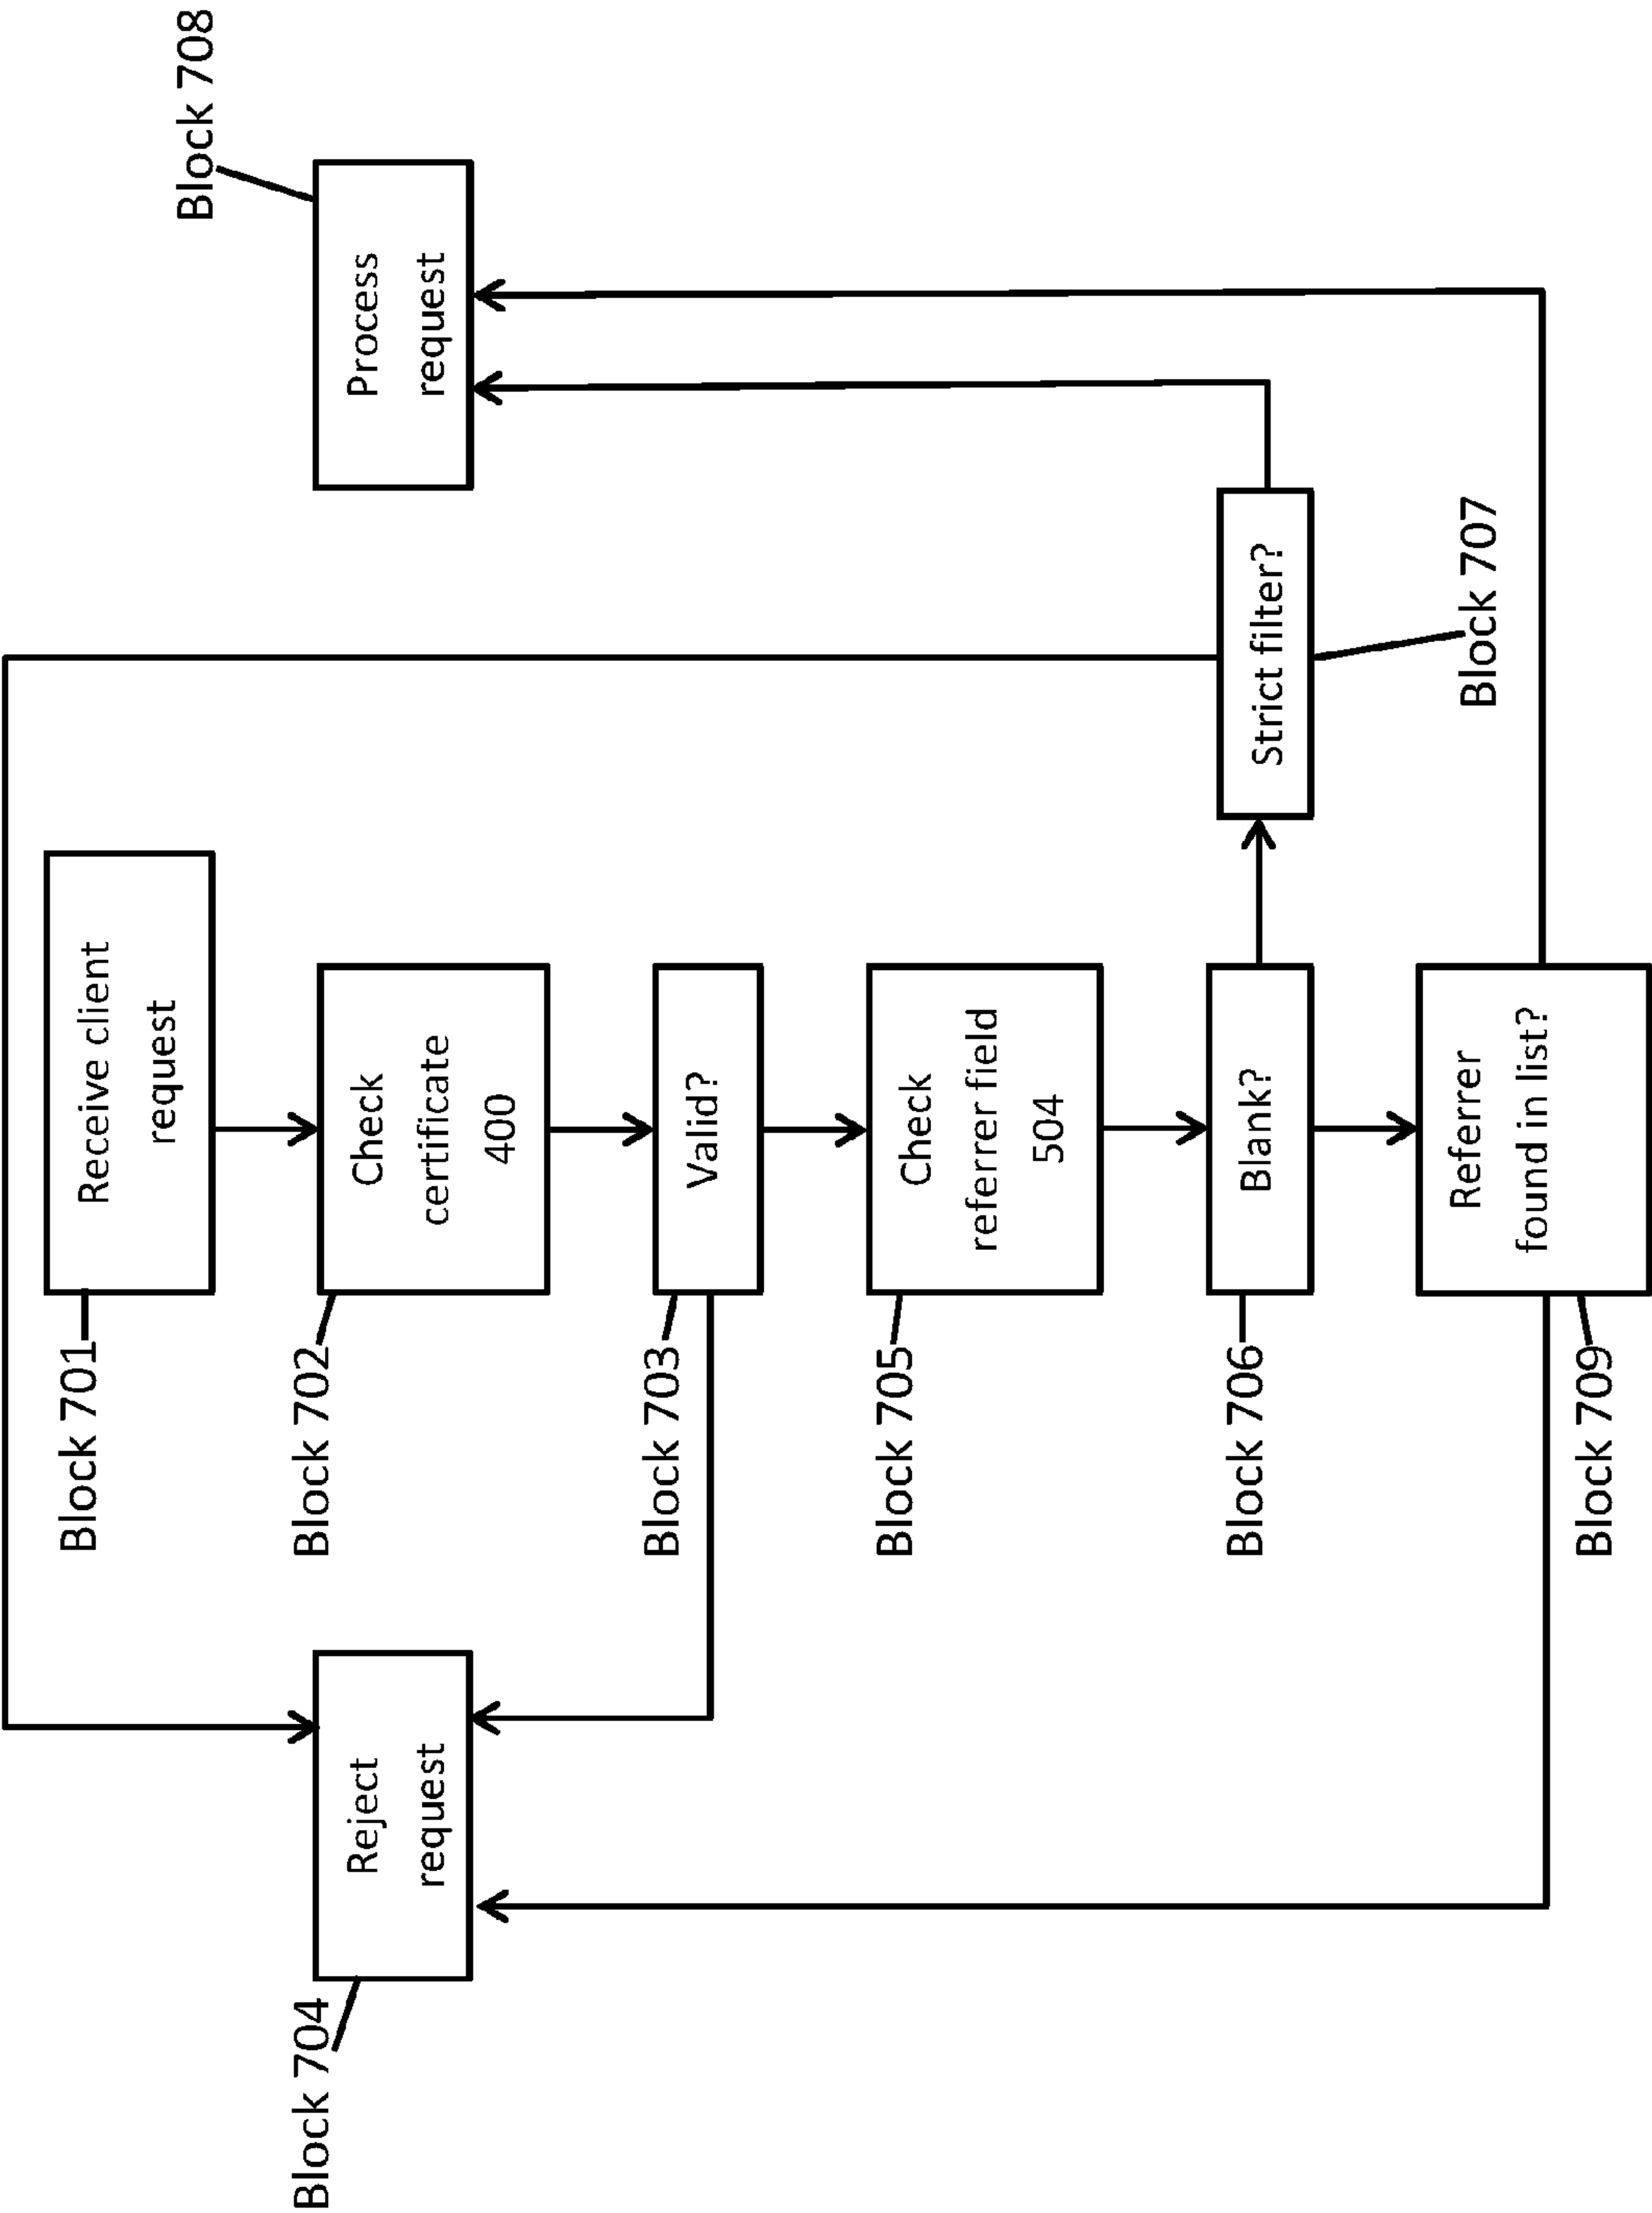 Block 701
Receive client
request
Block 702
Check
certificate
400
Block 704
Reject
request
Block 708
Process
request
Block 703
Valid?
Block 705
Check
referrer field
504
Block 706
Blank?
Strict filter?
Block 707
Block 709
Referrer
found in list?